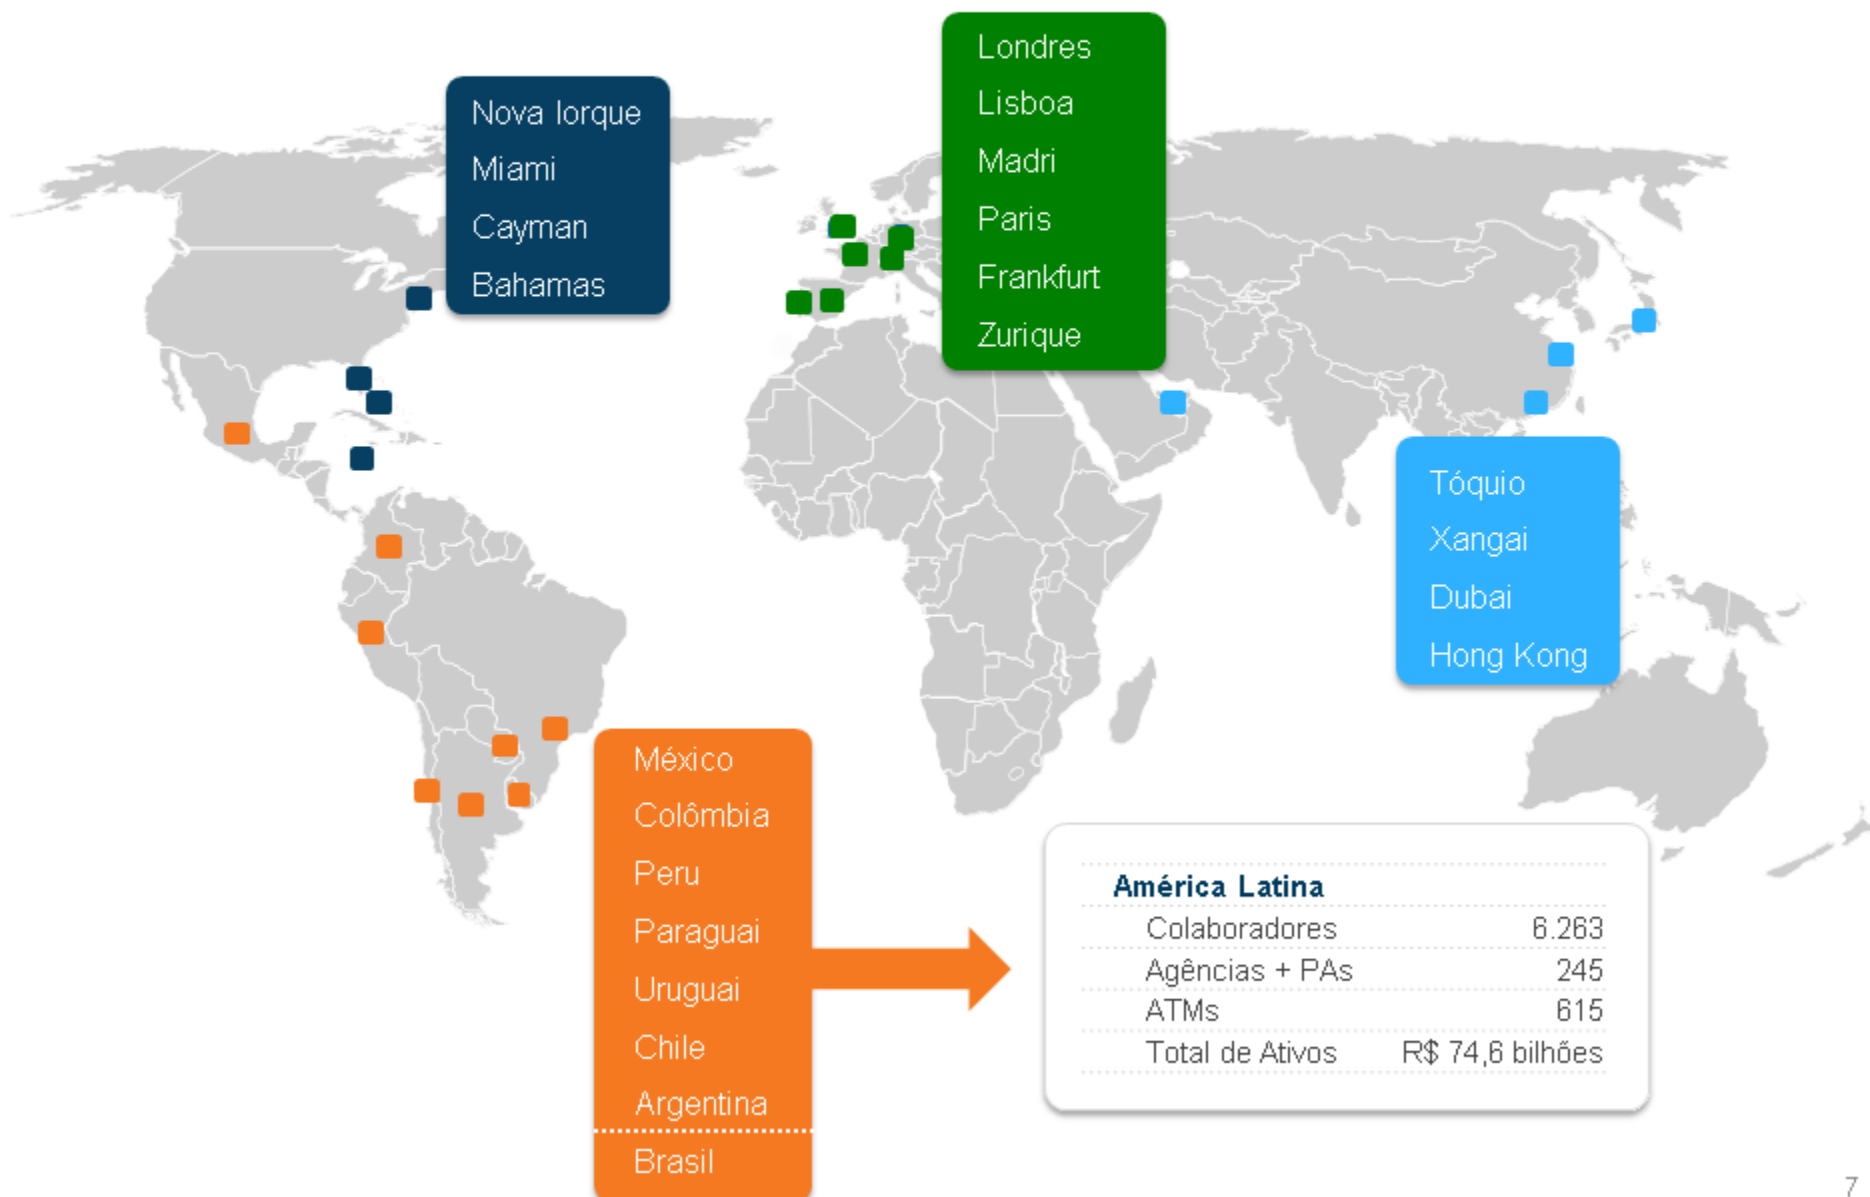 Nova Iorque
Miami
Cayman
Bahamas
Londres
Lisboa
Madri
Paris
Frankfurt
Zurique
Tóquio
Xangai
Dubai
Hong Kong
México
Colômbia
Peru
Paraguai
Uruguai
Chile
Argentina
Brasil
América Latina
Colaboradores 6.263
Agências + PAs 245
ATMs 615
Total de Ativos R$ 74,6 bilhões
7